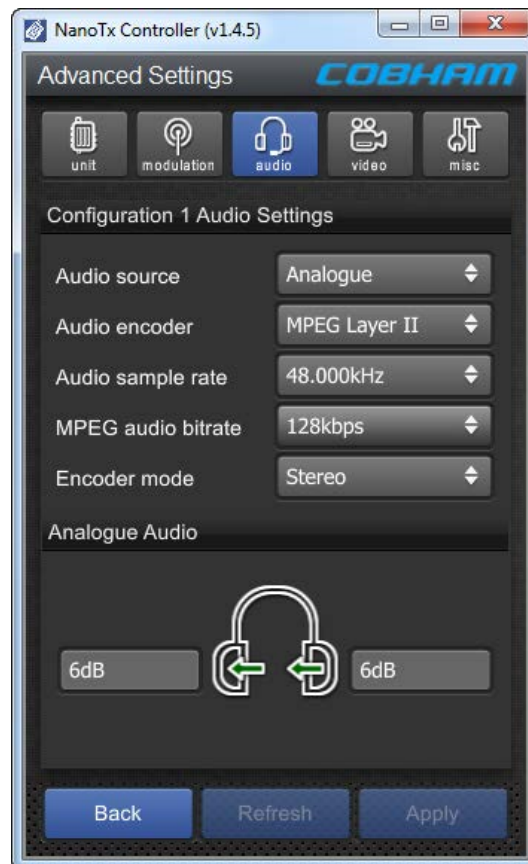 NanoTx Controller (v1.4.5)
Advanced Settings COBHAM
unit modulation audio video misc
Configuration 1 Audio Settings
Audio source Analogue
Audio encoder MPEG Layer II
Audio sample rate 48.000kHz
MPEG audio bitrate 128kbps
Encoder mode Stereo
Analogue Audio
6dB 6dB
Back Refresh Apply